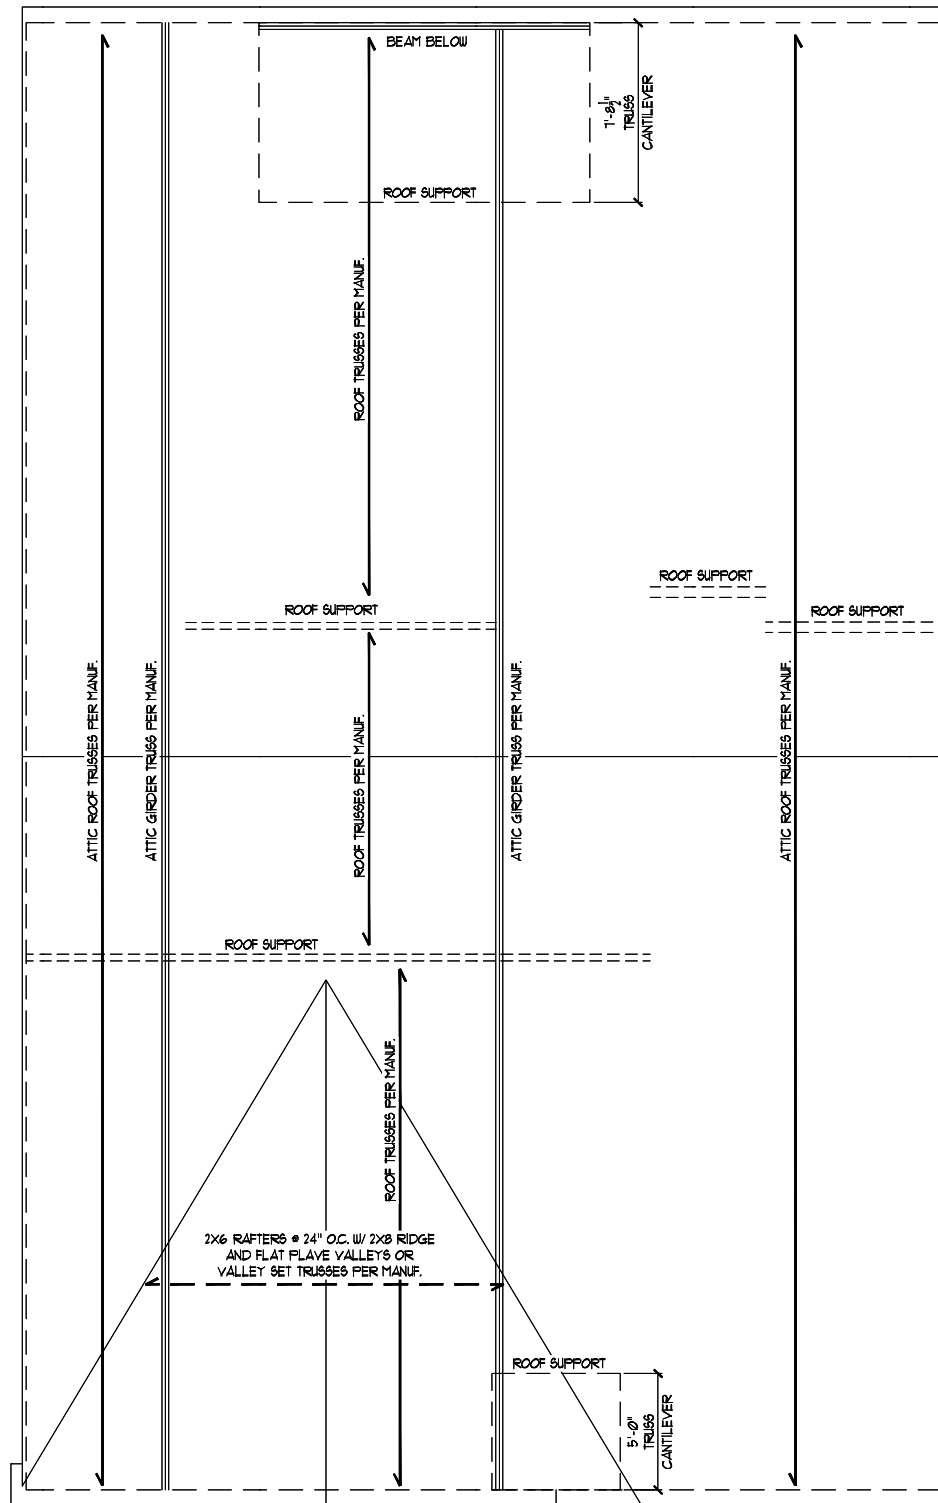 BEAM BELOW
7'-8½"
TRUSS
CANTILEVER
ROOF SUPPORT
ROOF TRUSSES PER MANUF.
ROOF SUPPORT
ROOF SUPPORT
ROOF SUPPORT
ATTIC ROOF TRUSSES PER MANUF.
ATTIC GIRDER TRUSS PER MANUF.
ROOF TRUSSES PER MANUF.
ATTIC GIRDER TRUSS PER MANUF.
ATTIC ROOF TRUSSES PER MANUF.
ROOF SUPPORT
ROOF TRUSSES PER MANUF.
2X6 RAFTERS @ 24" O.C. W/ 2X8 RIDGE
AND FLAT PLAVE VALLEYS OR
VALLEY SET TRUSSES PER MANUF.
ROOF SUPPORT
5'-0"
TRUSS
CANTILEVER